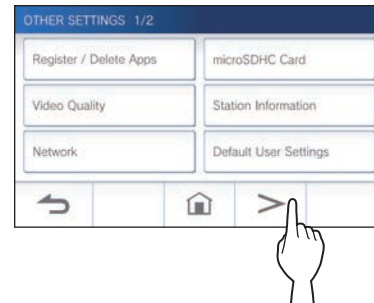 OTHER SETTINGS 1/2
Register / Delete Apps
microSDHC Card
Video Quality
Station Information
Network
Default User Settings